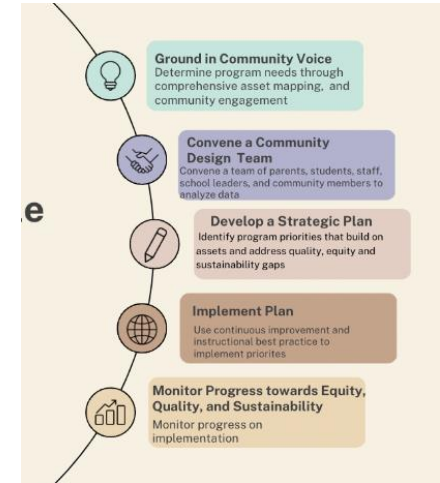 Ground in Community Voice
Determine program needs through
comprehensive asset mapping, and
community engagement
Convene a Community
Design Team
Convene a team of parents, students, staff,
school leaders, and community members to
analyze data
e
Develop a Strategic Plan
Identify program priorities that build on
assets and address quality, equity and
sustainability gaps
Implement Plan
Use continuous improvement and
instructional best practice to
implement priorites
Monitor Progress towards Equity,
Quality, and Sustainability
Monitor progress on
implementation